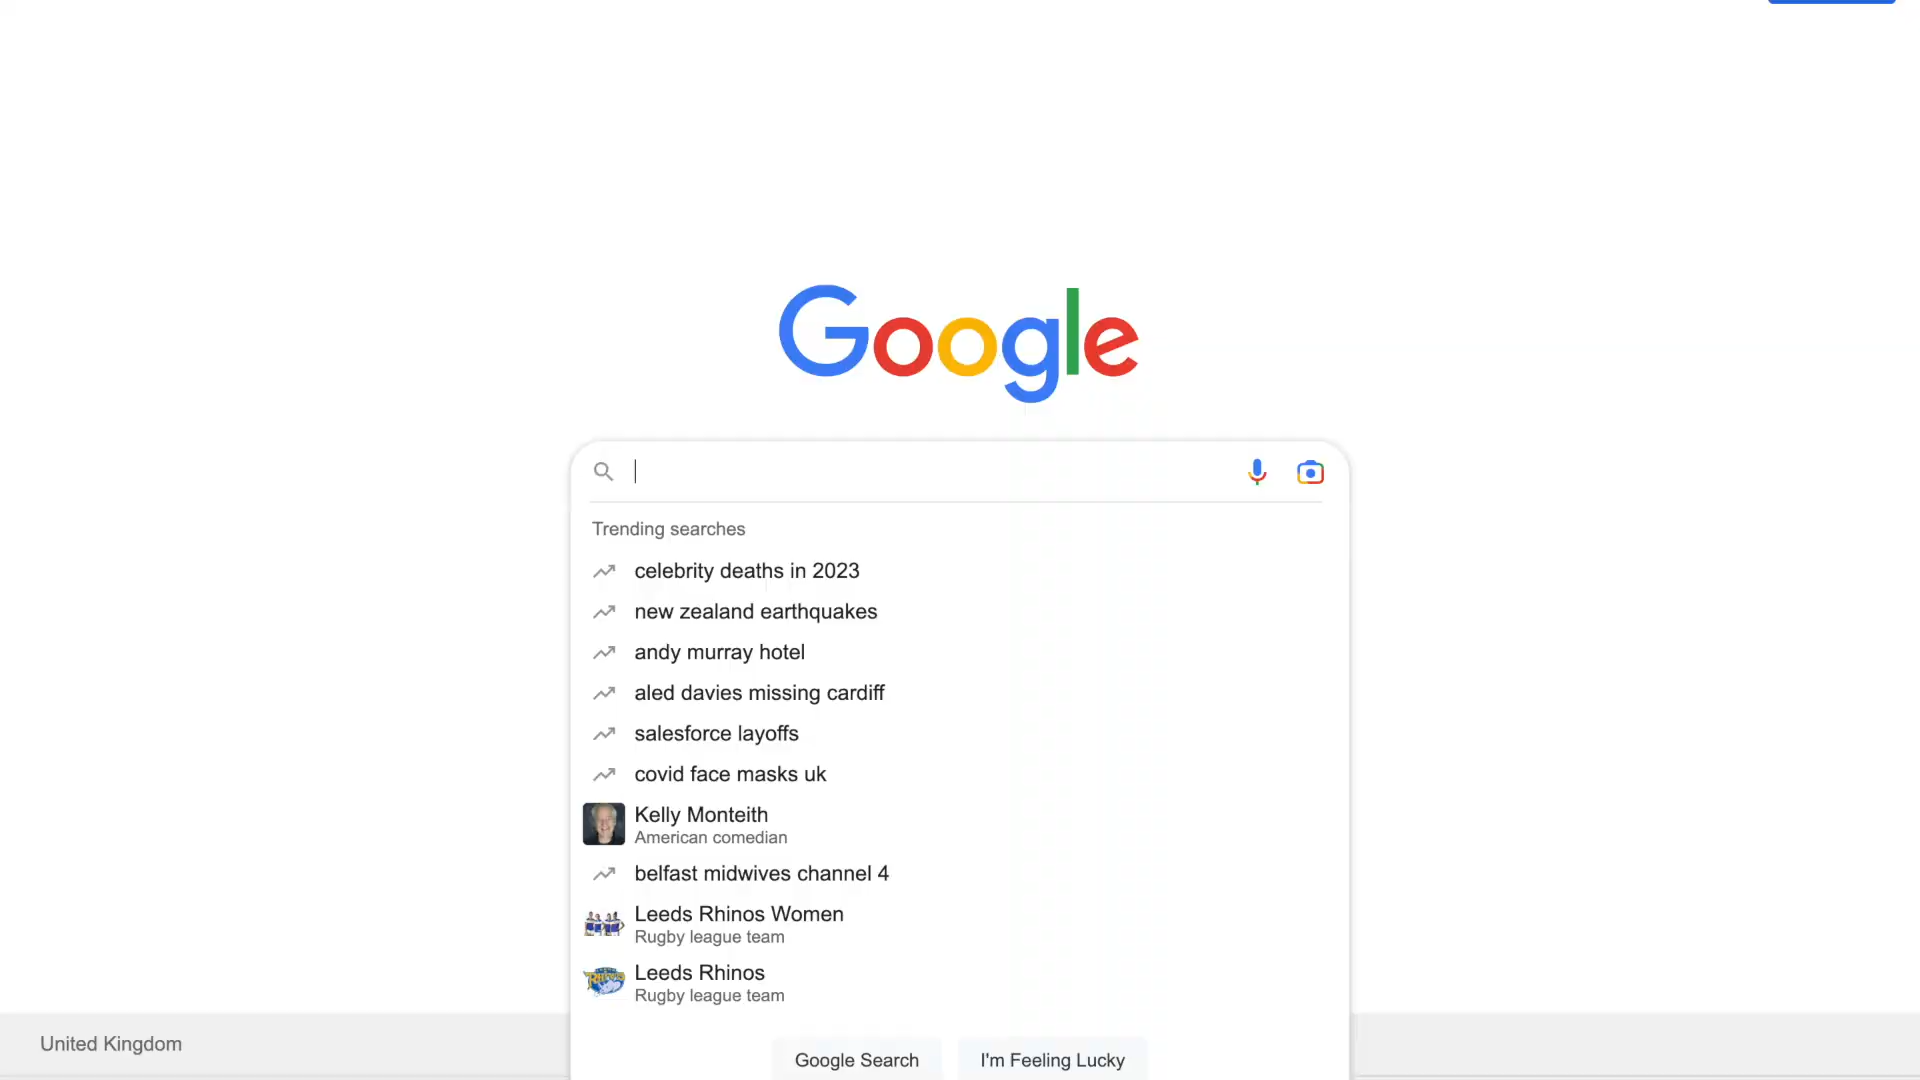 Google
Trending searches
celebrity deaths in 2023
new zealand earthquakes
andy murray hotel
aled davies missing cardiff
salesforce layoffs
covid face masks uk
Kelly Monteith
American comedian
belfast midwives channel 4
Leeds Rhinos Women
Rugby league team
Leeds Rhinos
Rugby league team
United Kingdom
Google Search
I'm Feeling Lucky